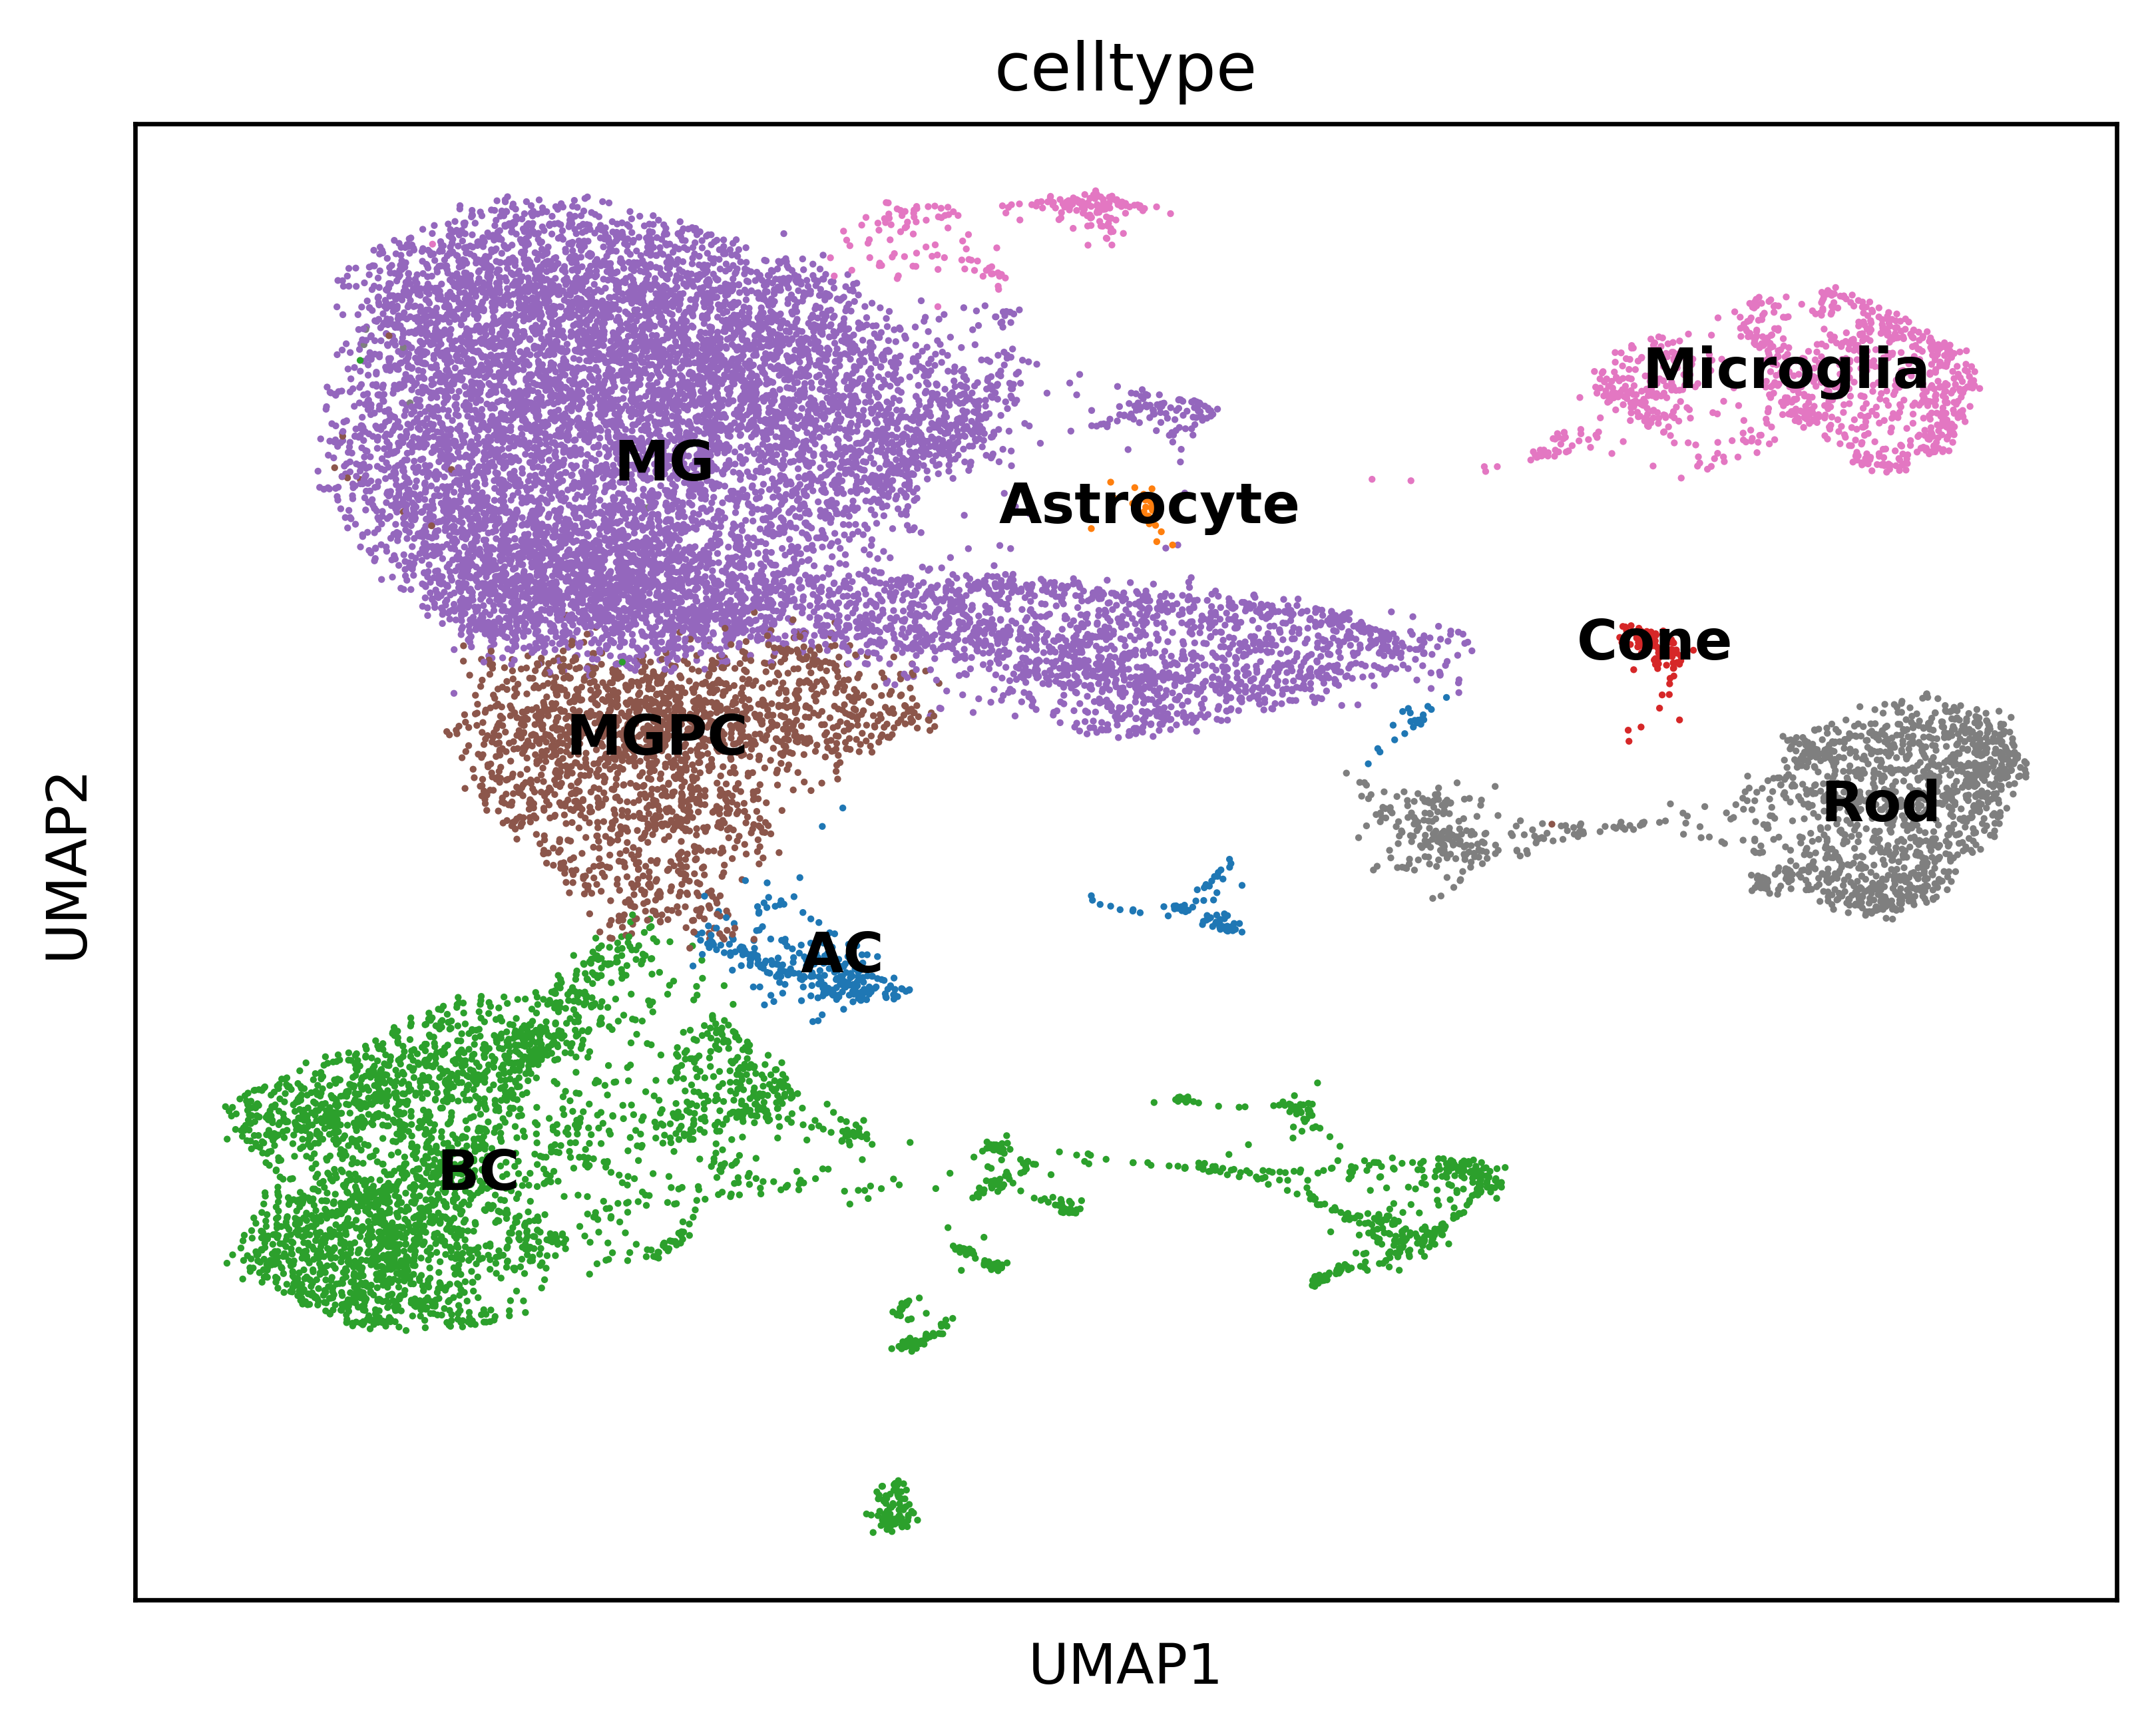 celltype
Microglia
MG
Astrocyte
Cone
MGPC
Rod
AC
BC
UMAP2
UMAP1